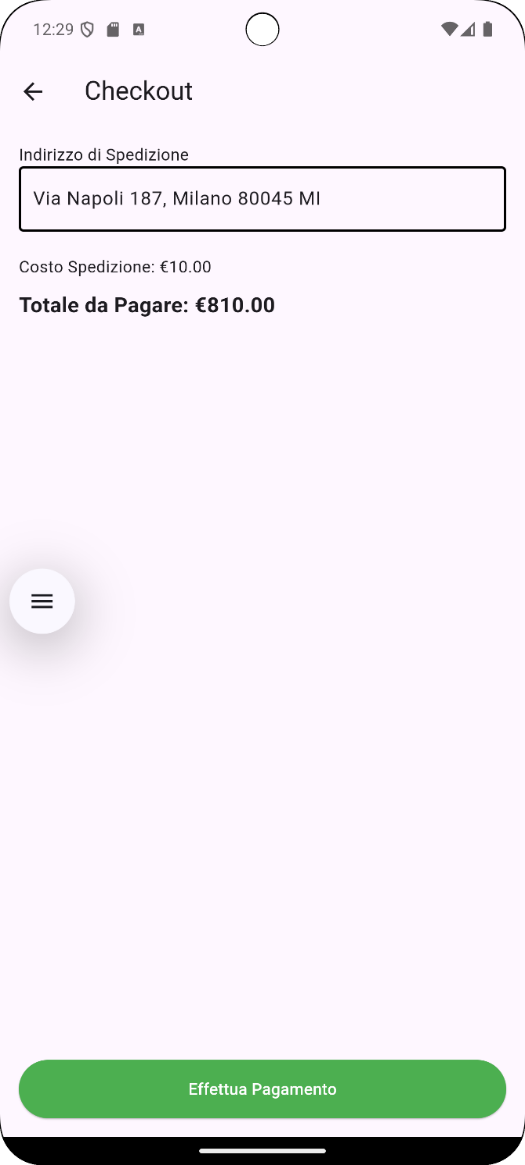 12:29
Checkout
Indirizzo di Spedizione
Via Napoli 187, Milano 80045 MI
Costo Spedizione: €10.00
Totale da Pagare: €810.00
Effettua Pagamento